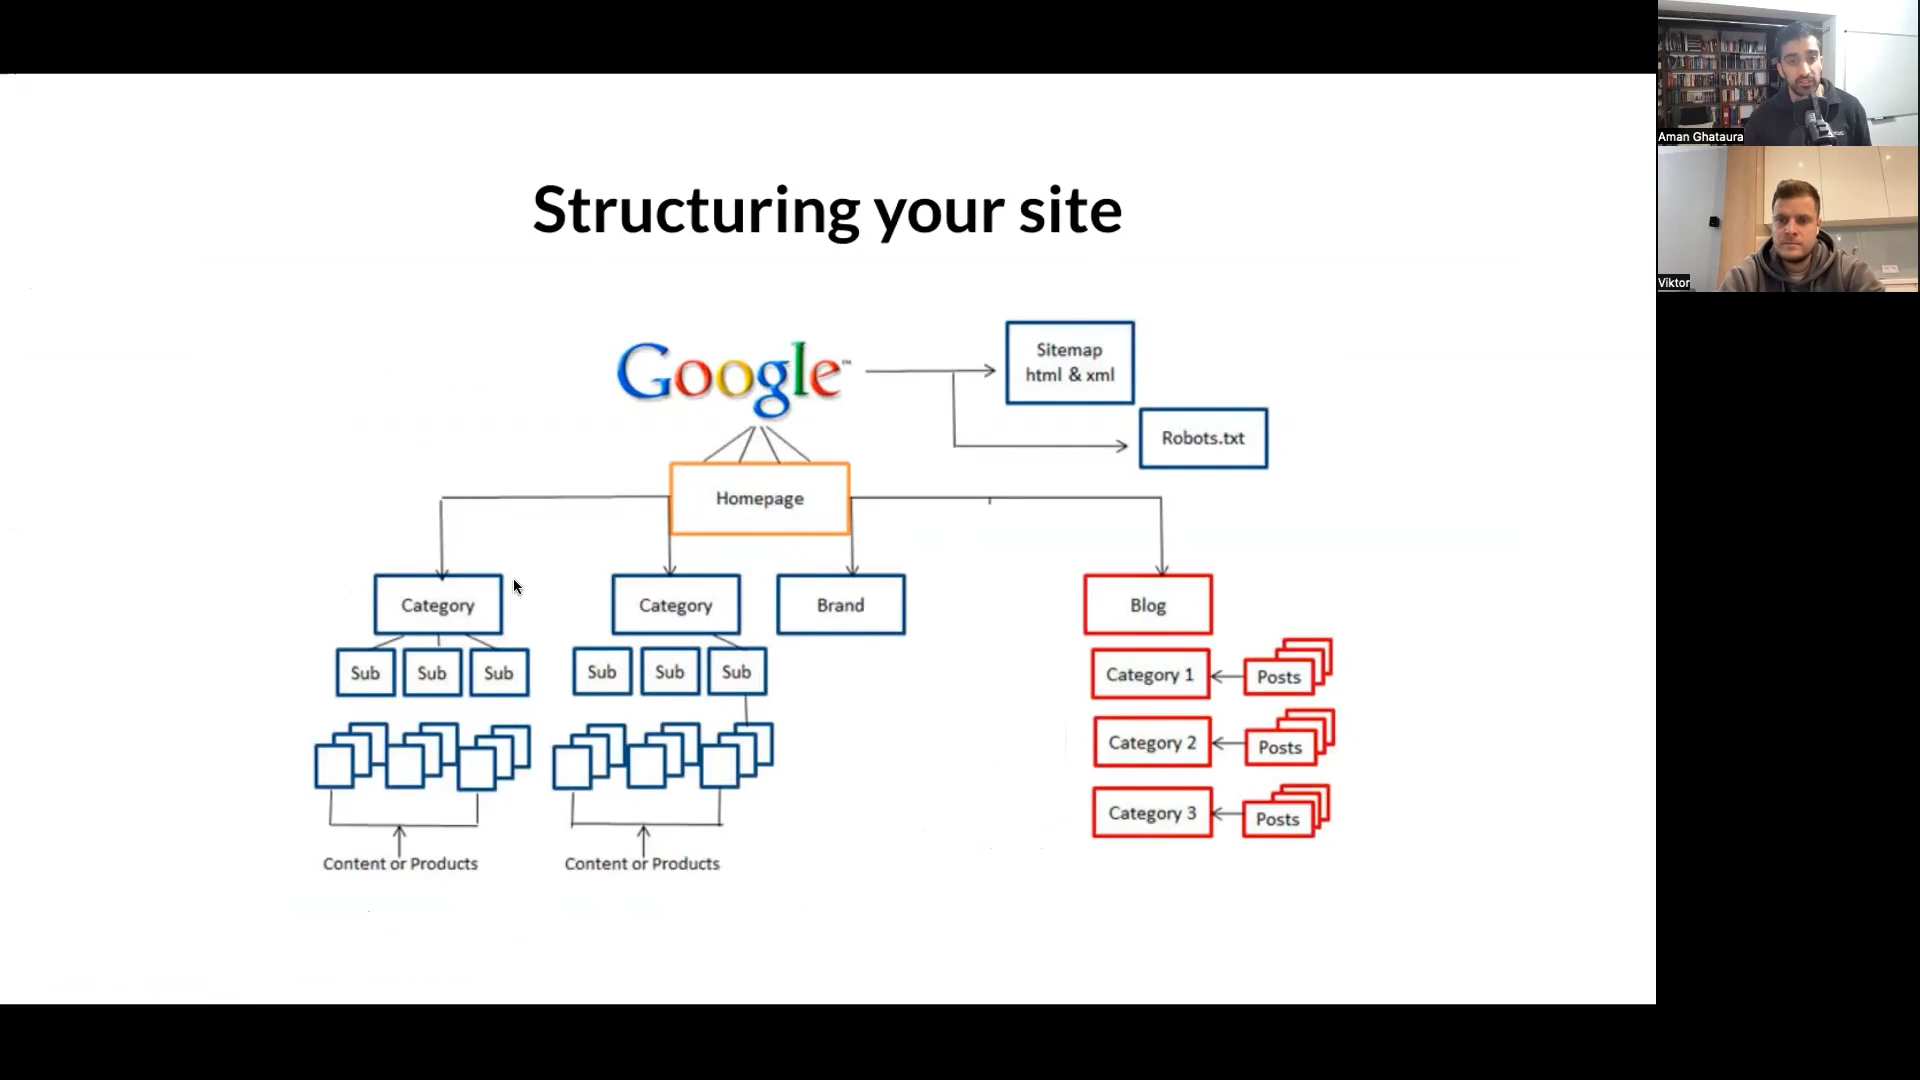 Structuring your site
Google™
Sitemap
html & xml
Robots.txt
Homepage
Category
Category
Brand
Blog
Sub
Sub
Sub
Sub
Sub
Sub
Category 1
Posts
Category 2
Posts
Category 3
Posts
Content or Products
Content or Products
Aman Ghataura
Viktor